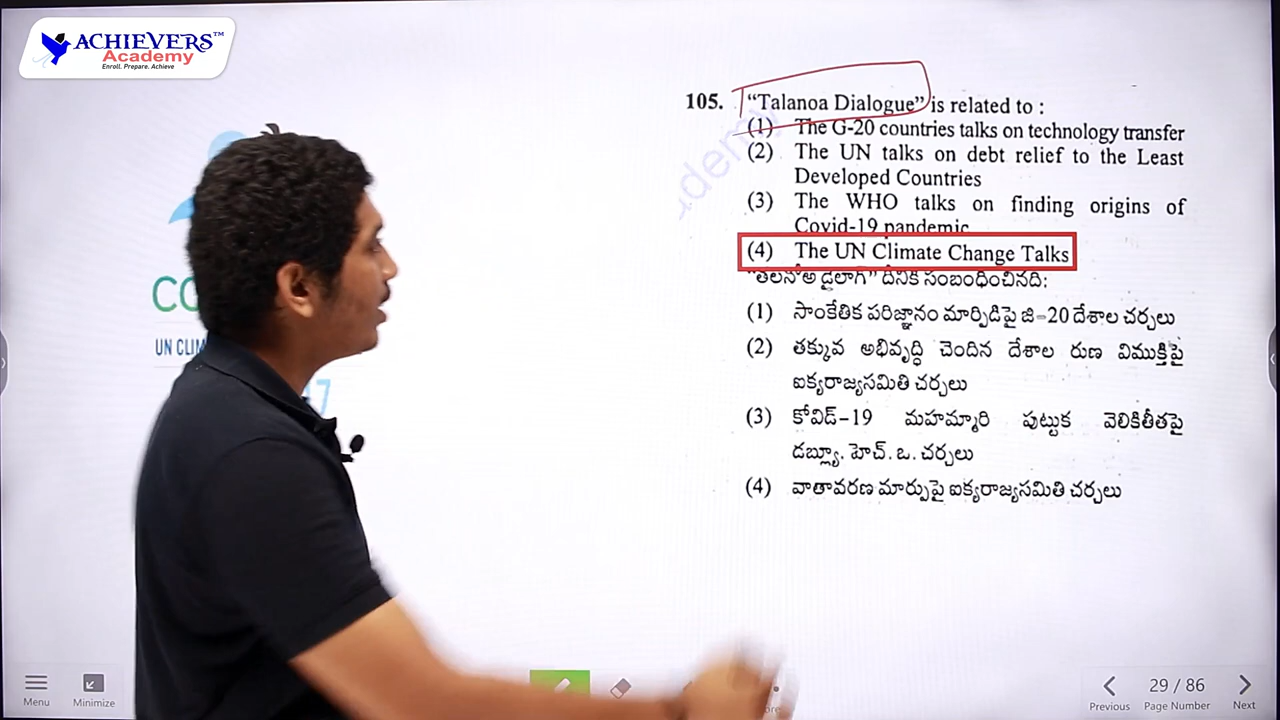 ACHIEVERS™
Academy
Enroll. Prepare. Achieve
105. "Talanoa Dialogue" is related to :
(1) The G-20 countries talks on technology transfer
(2) The UN talks on debt relief to the Least
Developed Countries
(3) The WHO talks on finding origins of
Covid-19 pandemic
(4) The UN Climate Change Talks
"తలనోఅ డైలాగ్" దేనికి సంబంధించినది:
(1) సాంకేతిక పరిజ్ఞానం మార్పిడిపై జి-20 దేశాల చర్చలు
(2) తక్కువ అభివృద్ధి చెందిన దేశాల రుణ విముక్తిపై
ఐక్యరాజ్యసమితి చర్చలు
(3) కోవిడ్-19 మహమ్మారి పుట్టుక వెలికితీతపై
డబ్ల్యూ. హెచ్. ఒ. చర్చలు
(4) వాతావరణ మార్పుపై ఐక్యరాజ్యసమితి చర్చలు
UN
Menu
Minimize
Previous
29 / 86
Page Number
Next